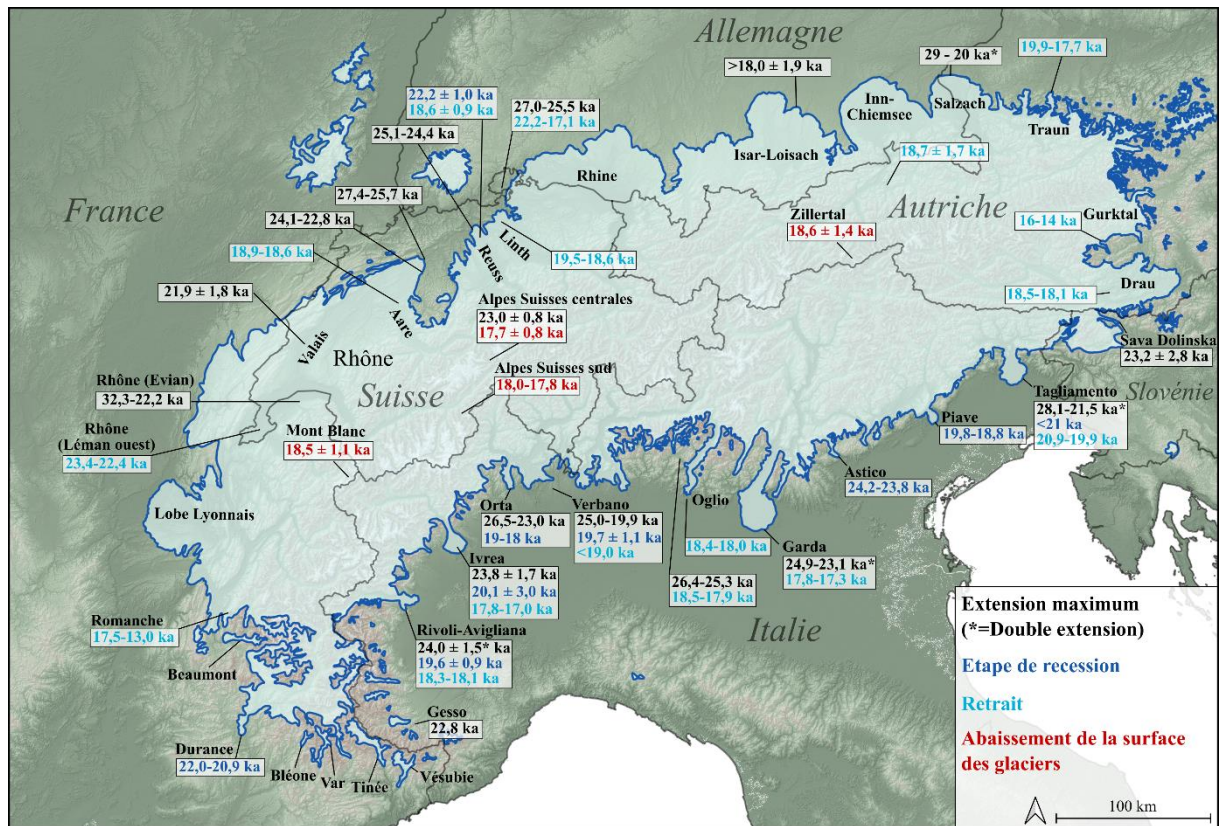 Allemagne
29 - 20 ka*
19,9-17,7 ka
>18,0 ± 1,9 ka
22,2 ± 1,0 ka
18,6 ± 0,9 ka
27,0-25,5 ka
22,2-17,1 ka
Inn-
Chiemsee
Salzach
Traun
25,1-24,4 ka
Isar-Loisach
18,7 ± 1,7 ka
Rhine
France
27,4-25,7 ka
24,1-22,8 ka
Zillertal
18,6 ± 1,4 ka
Autriche
Gurktal
16-14 ka
18,9-18,6 ka
Linth
Reuss
19,5-18,6 ka
21,9 ± 1,8 ka
Drau
18,5-18,1 ka
Valais
Aare
Alpes Suisses centrales
23,0 ± 0,8 ka
17,7 ± 0,8 ka
Rhône
Sava Dolinska
23,2 ± 2,8 ka
Rhône (Evian)
32,3-22,2 ka
Suisse
Alpes Suisses sud
18,0-17,8 ka
Slovénie
Tagliamento
28,1-21,5 ka*
<21 ka
20,9-19,9 ka
Rhône
(Léman ouest)
23,4-22,4 ka
Mont Blanc
18,5 ± 1,1 ka
Piave
19,8-18,8 ka
Astico
24,2-23,8 ka
Lobe Lyonnais
Orta
26,5-23,0 ka
19-18 ka
Verbano
25,0-19,9 ka
19,7 ± 1,1 ka
<19,0 ka
Oglio
18,4-18,0 ka
Garda
24,9-23,1 ka*
17,8-17,3 ka
Ivrea
23,8 ± 1,7 ka
20,1 ± 3,0 ka
17,8-17,0 ka
26,4-25,3 ka
18,5-17,9 ka
Romanche
17,5-13,0 ka
Rivoli-Avigliana
24,0 ± 1,5* ka
19,6 ± 0,9 ka
18,3-18,1 ka
Italie
Beaumont
Gesso
22,8 ka
Durance
22,0-20,9 ka
Bléone
Var
Tinée
Vésubie
Extension maximum
(*=Double extension)
Etape de recession
Retrait
Abaissement de la surface
des glaciers
100 km